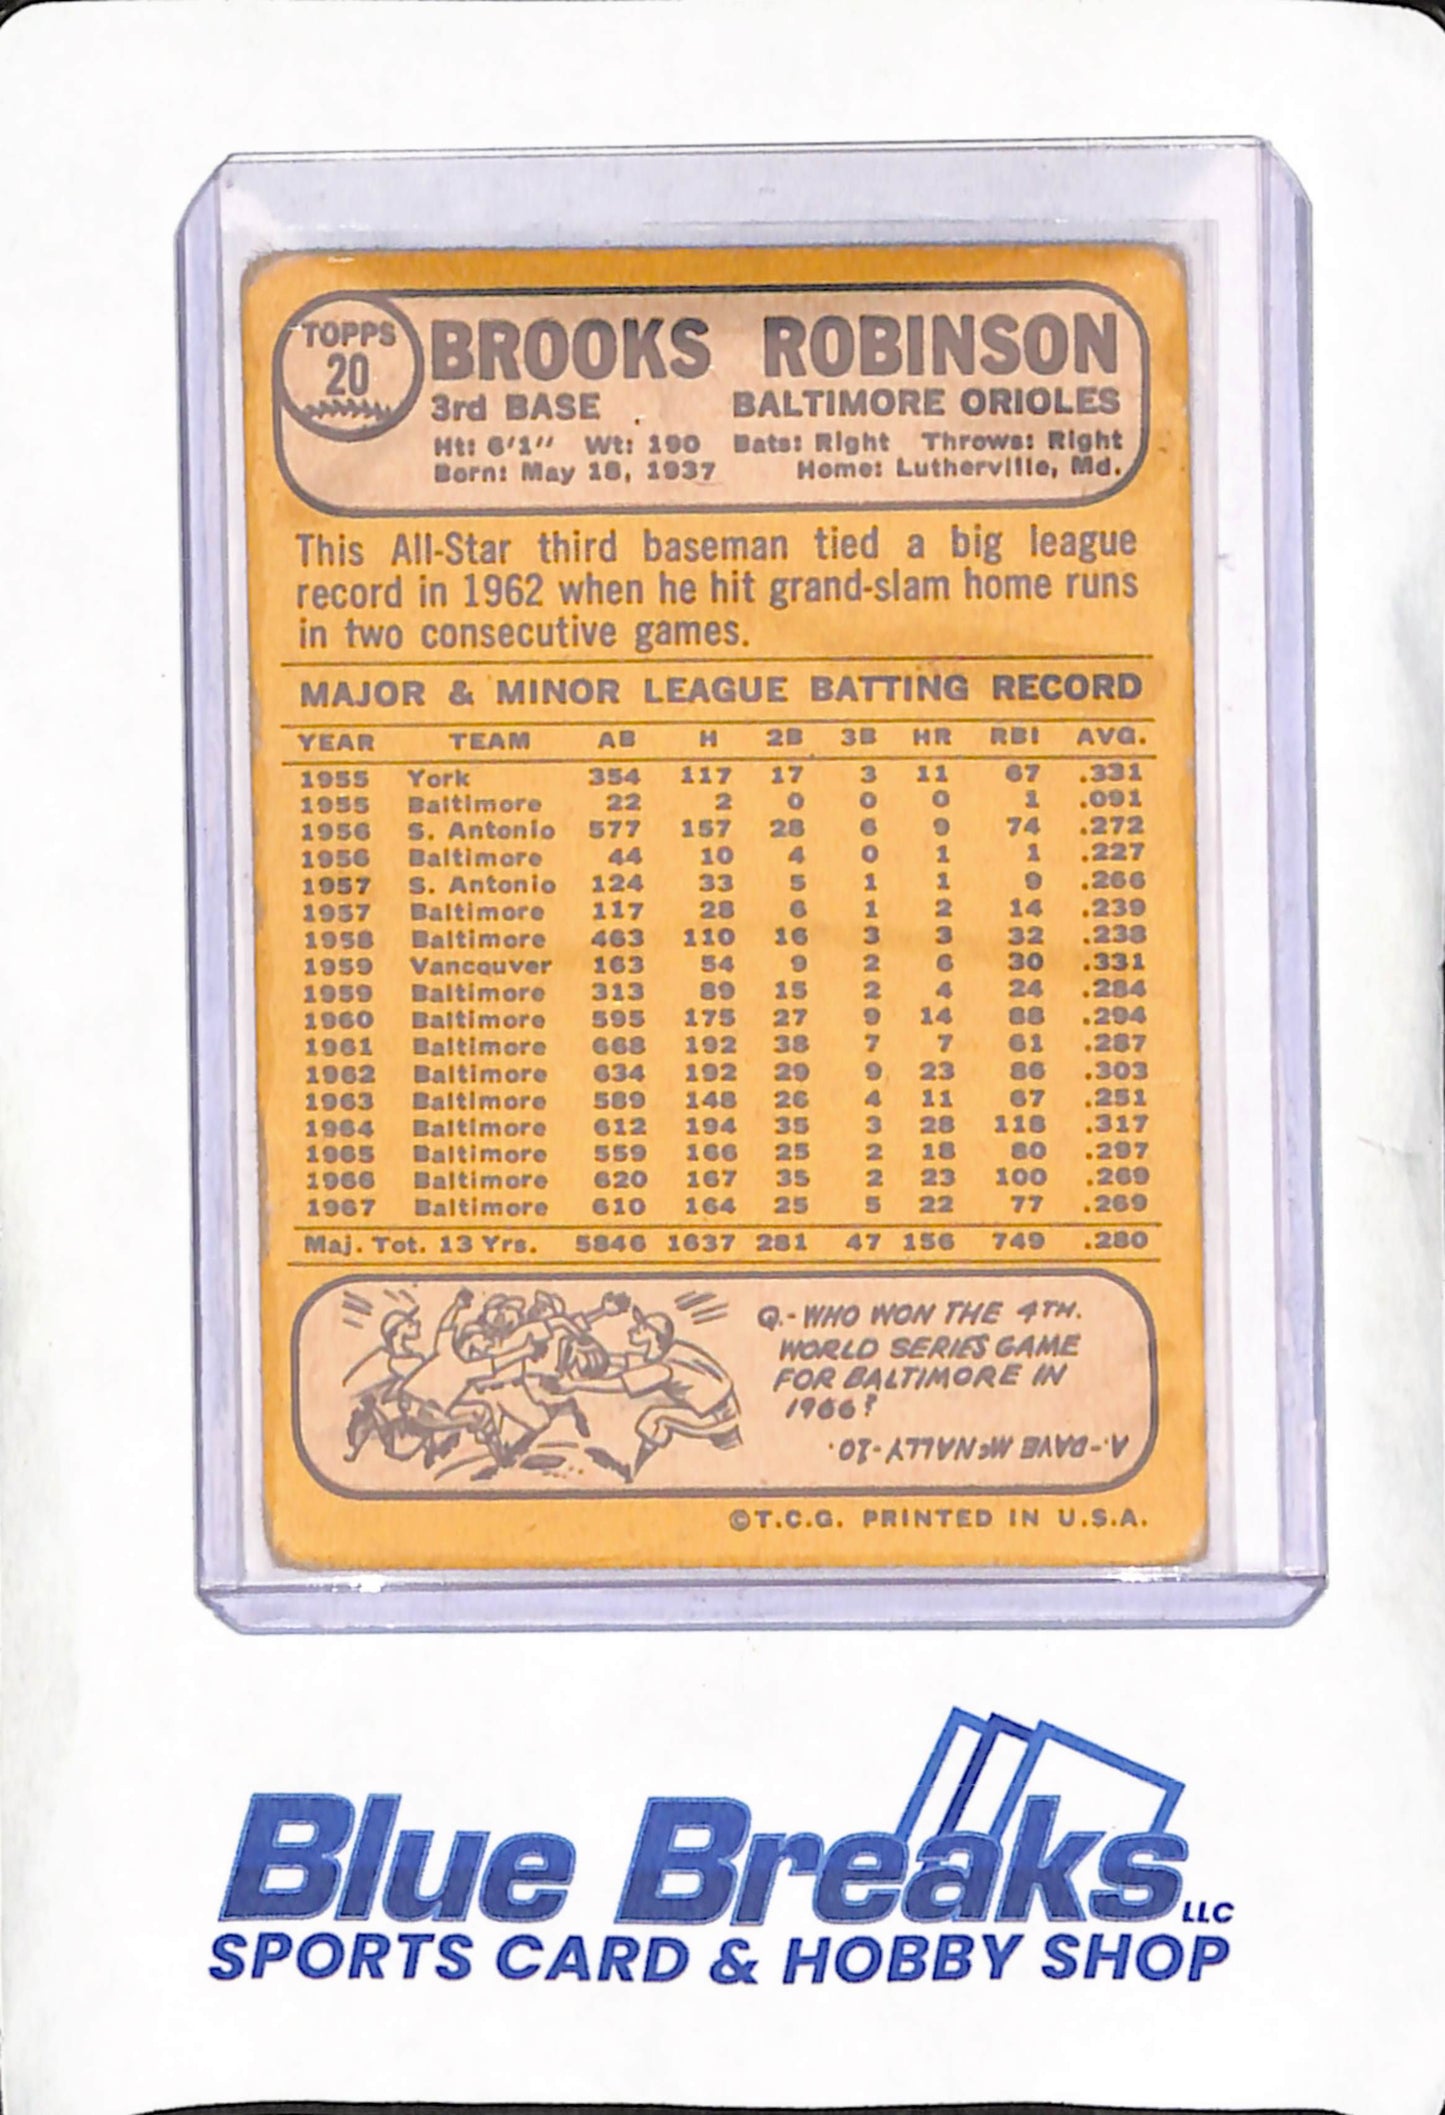 TOPPS
20
BROOKS ROBINSON
3rd BASE BALTIMORE ORIOLES
Ht: 6'1" Wt: 190 Bats: Right Throws: Right
Born: May 18, 1937 Home: Lutherville, Md.
This All-Star third baseman tied a big league
record in 1962 when he hit grand-slam home runs
in two consecutive games.
MAJOR & MINOR LEAGUE BATTING RECORD
YEAR TEAM AB H 2B 3B HR RBI AVG.
1955 York 354 117 17 3 11 67 .331
1955 Baltimore 22 2 0 0 0 1 .091
1956 S. Antonio 577 157 28 6 9 74 .272
1956 Baltimore 44 10 4 0 1 1 .227
1957 S. Antonio 124 33 5 1 1 9 .266
1957 Baltimore 117 28 6 1 2 14 .239
1958 Baltimore 463 110 16 3 3 32 .238
1959 Vancouver 163 54 9 2 6 30 .331
1959 Baltimore 313 89 15 2 4 24 .284
1960 Baltimore 595 175 27 9 14 88 .294
1961 Baltimore 668 192 38 7 7 61 .287
1962 Baltimore 634 192 29 9 23 86 .303
1963 Baltimore 589 148 26 4 11 67 .251
1964 Baltimore 612 194 35 3 28 118 .317
1965 Baltimore 559 166 25 2 18 80 .297
1966 Baltimore 620 167 35 2 23 100 .269
1967 Baltimore 610 164 25 5 22 77 .269
Maj. Tot. 13 Yrs. 5846 1637 281 47 156 749 .280
Q.-WHO WON THE 4TH.
WORLD SERIES GAME
FOR BALTIMORE IN
1966?
A.-DAVE McNALLY-10.
©T.C.G. PRINTED IN U.S.A.
Blue Breaks LLC
SPORTS CARD & HOBBY SHOP